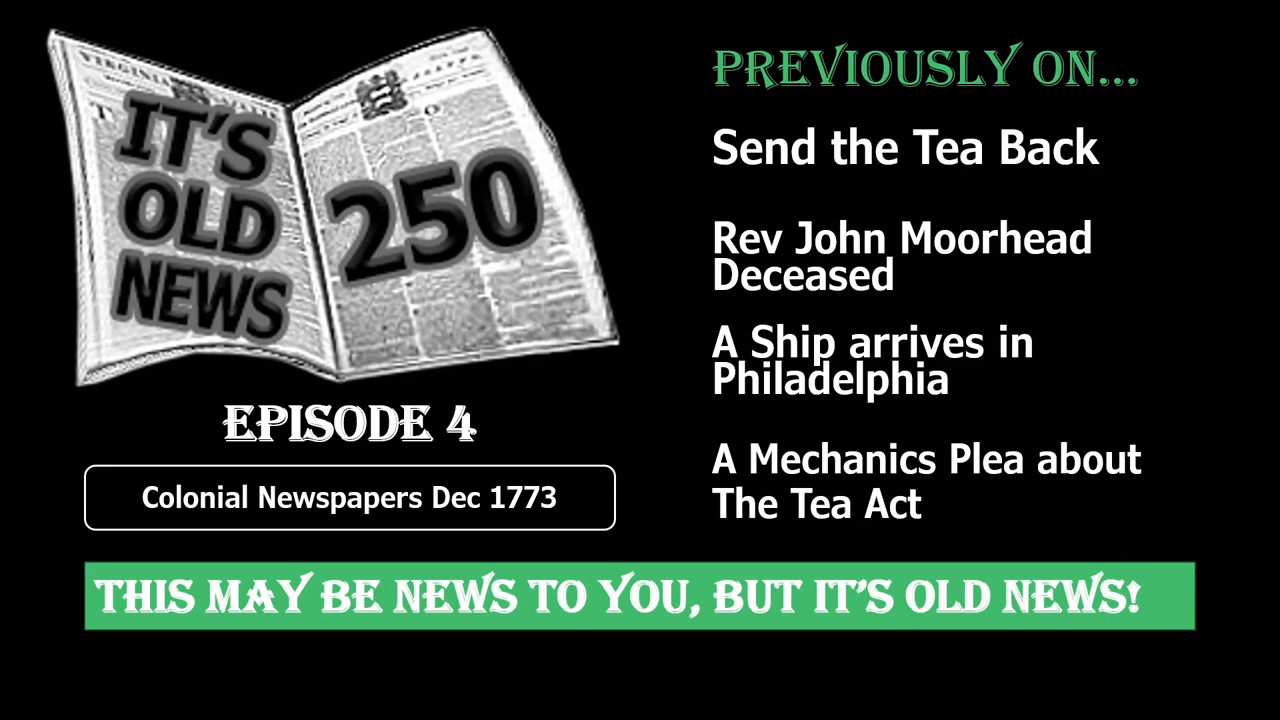 VIRGINIA
IT'S
OLD
NEWS
250
EPISODE 4
Colonial Newspapers Dec 1773
PREVIOUSLY ON...
Send the Tea Back
Rev John Moorhead
Deceased
A Ship arrives in
Philadelphia
A Mechanics Plea about
The Tea Act
THIS MAY BE NEWS TO YOU, BUT IT'S OLD NEWS!